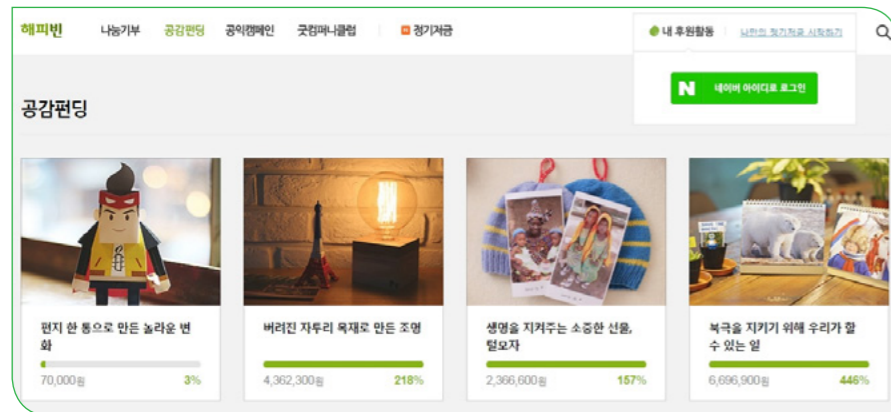 해피빈 나눔기부 공감펀딩 공익캠페인 굿컴퍼니클럽 정기저금 내 후원활동 나만의 정기저금 시작하기
N 네이버 아이디로 로그인
공감펀딩
편지 한 통으로 만든 놀라운 변
화
70,000원 3%
버려진 자투리 목재로 만든 조명
4,362,300원 218%
생명을 지켜주는 소중한 선물,
털모자
2,366,600원 157%
북극을 지키기 위해 우리가 할
수 있는 일
6,696,900원 446%